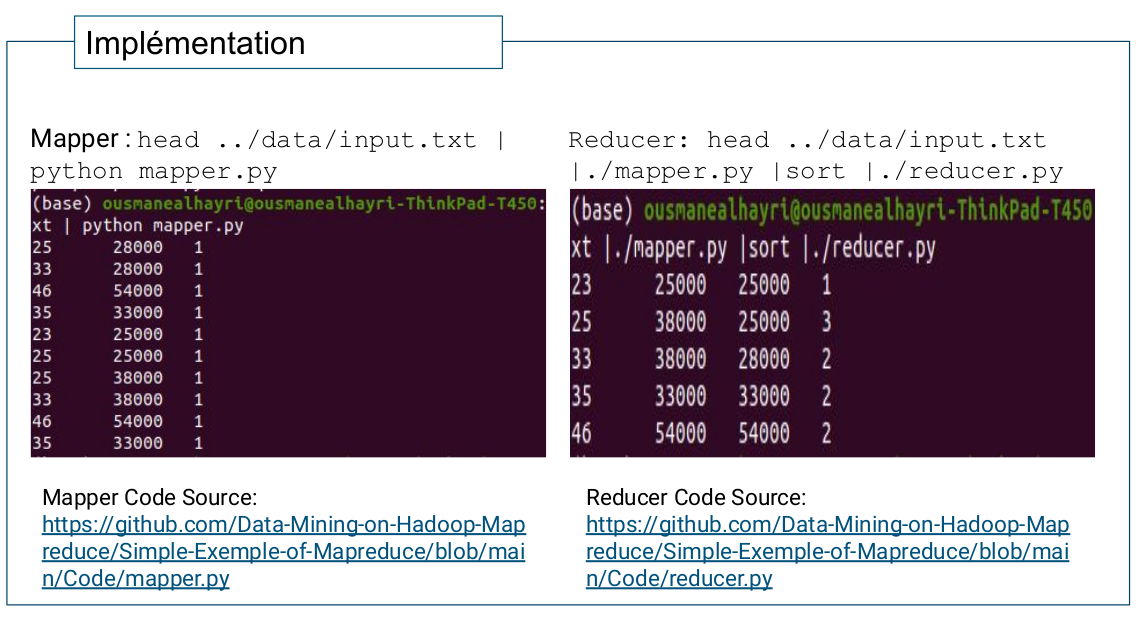 Implémentation
Mapper : head ../data/input.txt |
python mapper.py
(base) ousmanealhayri@ousmanealhayri-ThinkPad-T450:
xt | python mapper.py
25 28000 1
33 28000 1
46 54000 1
35 33000 1
23 25000 1
25 25000 1
25 38000 1
33 38000 1
46 54000 1
35 33000 1
Mapper Code Source:
https://github.com/Data-Mining-on-Hadoop-Map
reduce/Simple-Exemple-of-Mapreduce/blob/mai
n/Code/mapper.py
Reducer: head ../data/input.txt
|./mapper.py |sort |./reducer.py
(base) ousmanealhayri@ousmanealhayri-ThinkPad-T450
xt |./mapper.py |sort |./reducer.py
23 25000 25000 1
25 38000 25000 3
33 38000 28000 2
35 33000 33000 2
46 54000 54000 2
Reducer Code Source:
https://github.com/Data-Mining-on-Hadoop-Map
reduce/Simple-Exemple-of-Mapreduce/blob/mai
n/Code/reducer.py